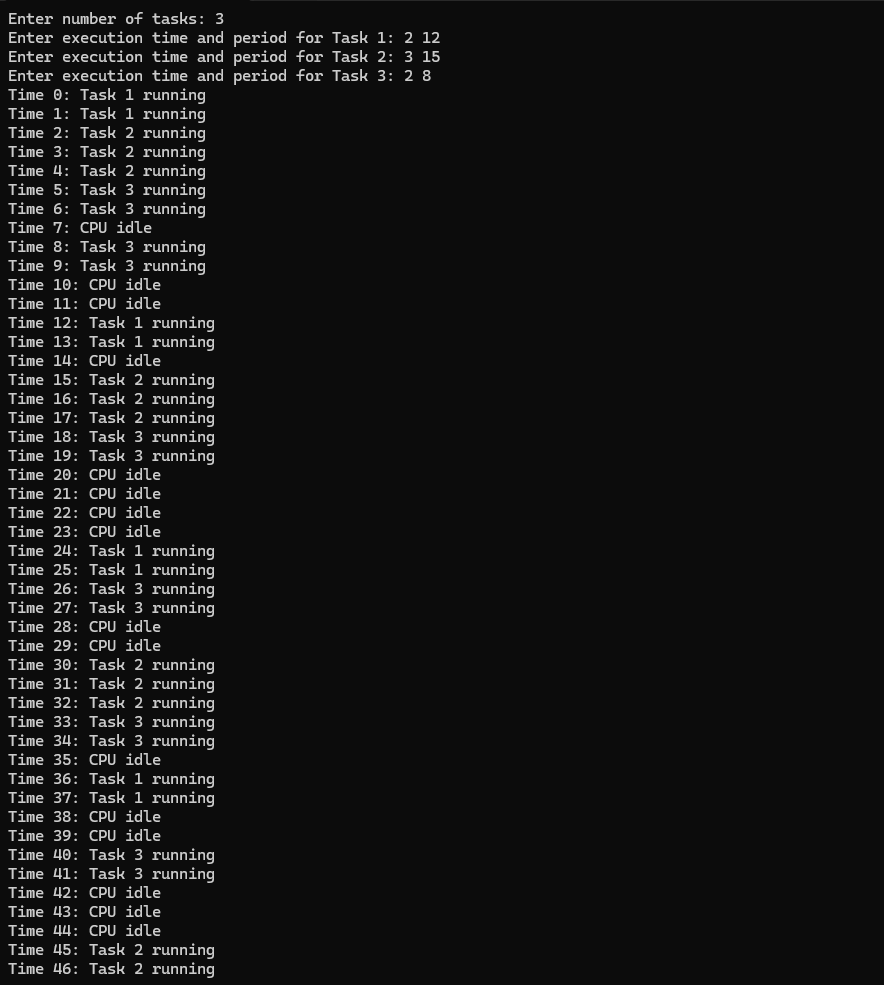 Enter number of tasks: 3
Enter execution time and period for Task 1: 2 12
Enter execution time and period for Task 2: 3 15
Enter execution time and period for Task 3: 2 8
Time 0: Task 1 running
Time 1: Task 1 running
Time 2: Task 2 running
Time 3: Task 2 running
Time 4: Task 2 running
Time 5: Task 3 running
Time 6: Task 3 running
Time 7: CPU idle
Time 8: Task 3 running
Time 9: Task 3 running
Time 10: CPU idle
Time 11: CPU idle
Time 12: Task 1 running
Time 13: Task 1 running
Time 14: CPU idle
Time 15: Task 2 running
Time 16: Task 2 running
Time 17: Task 2 running
Time 18: Task 3 running
Time 19: Task 3 running
Time 20: CPU idle
Time 21: CPU idle
Time 22: CPU idle
Time 23: CPU idle
Time 24: Task 1 running
Time 25: Task 1 running
Time 26: Task 3 running
Time 27: Task 3 running
Time 28: CPU idle
Time 29: CPU idle
Time 30: Task 2 running
Time 31: Task 2 running
Time 32: Task 2 running
Time 33: Task 3 running
Time 34: Task 3 running
Time 35: CPU idle
Time 36: Task 1 running
Time 37: Task 1 running
Time 38: CPU idle
Time 39: CPU idle
Time 40: Task 3 running
Time 41: Task 3 running
Time 42: CPU idle
Time 43: CPU idle
Time 44: CPU idle
Time 45: Task 2 running
Time 46: Task 2 running